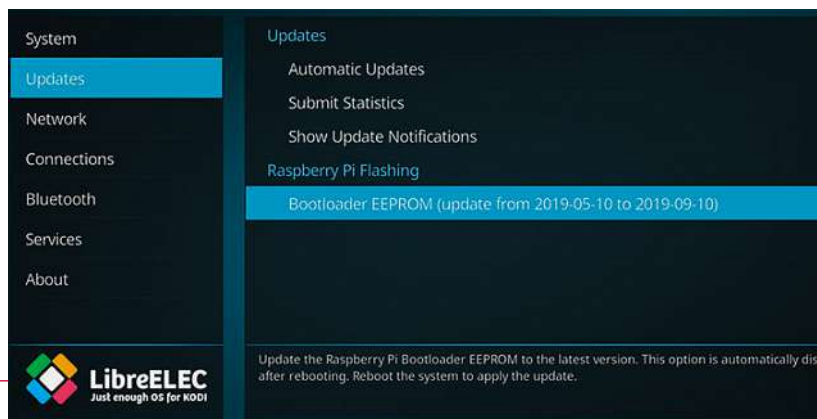 System
Updates
Network
Connections
Bluetooth
Services
About
LibreELEC
Just enough OS for KODI
Updates
Automatic Updates
Submit Statistics
Show Update Notifications
Raspberry Pi Flashing
Bootloader EEPROM (update from 2019-05-10 to 2019-09-10)
Update the Raspberry Pi Bootloader EEPROM to the latest version. This option is automatically dis
after rebooting. Reboot the system to apply the update.